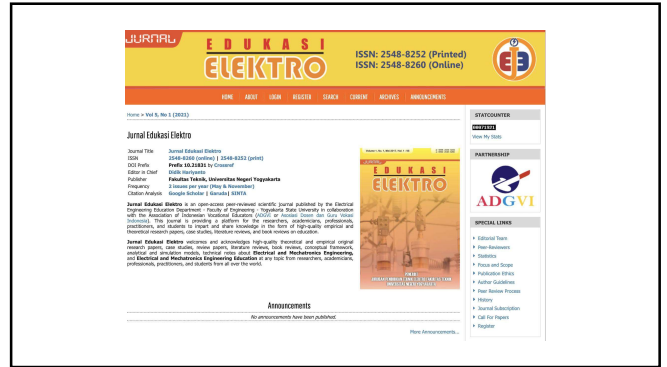 JURNAL
EDUKASI
ELEKTRO
ISSN: 2548-8252 (Printed)
ISSN: 2548-8260 (Online)
HOME ABOUT LOGIN REGISTER SEARCH CURRENT ARCHIVES ANNOUNCEMENTS
Home > Vol 5, No 1 (2021)
Jurnal Edukasi Elektro
Journal Title Jurnal Edukasi Elektro
ISSN 2548-8260 (online) | 2548-8252 (print)
DOI Prefix Prefix 10.21831 by Crossref
Editor in Chief Didik Hariyanto
Publisher Fakultas Teknik, Universitas Negeri Yogyakarta
Frequency 2 issues per year (May & November)
Citation Analysis Google Scholar | Garuda| SINTA
Jurnal Edukasi Elektro is an open-access peer-reviewed scientific journal published by the Electrical
Engineering Education Department - Faculty of Engineering - Yogyakarta State University in collaboration
with the Association of Indonesian Vocational Educators (ADGVI or Asosiasi Dosen dan Guru Vokasi
Indonesia). This journal is providing a platform for the researchers, academicians, professionals,
practitioners, and students to impart and share knowledge in the form of high-quality empirical and
theoretical research papers, case studies, literature reviews, and book reviews on education.
Jurnal Edukasi Elektro welcomes and acknowledges high-quality theoretical and empirical original
research papers, case studies, review papers, literature reviews, book reviews, conceptual framework,
analytical and simulation models, technical notes about Electrical and Mechatronics Engineering,
and Electrical and Mechatronics Engineering Education at any topic from researchers, academicians,
professionals, practitioners, and students from all over the world.
JURNAL
EDUKASI
ELEKTRO
Announcements
No announcements have been published.
More Announcements...
STATCOUNTER
00071921
View My Stats
PARTNERSHIP
ADGVI
SPECIAL LINKS
Editorial Team
Peer-Reviewers
Statistics
Focus and Scope
Publication Ethics
Author Guidelines
Peer Review Process
History
Journal Subscription
Call For Papers
Register